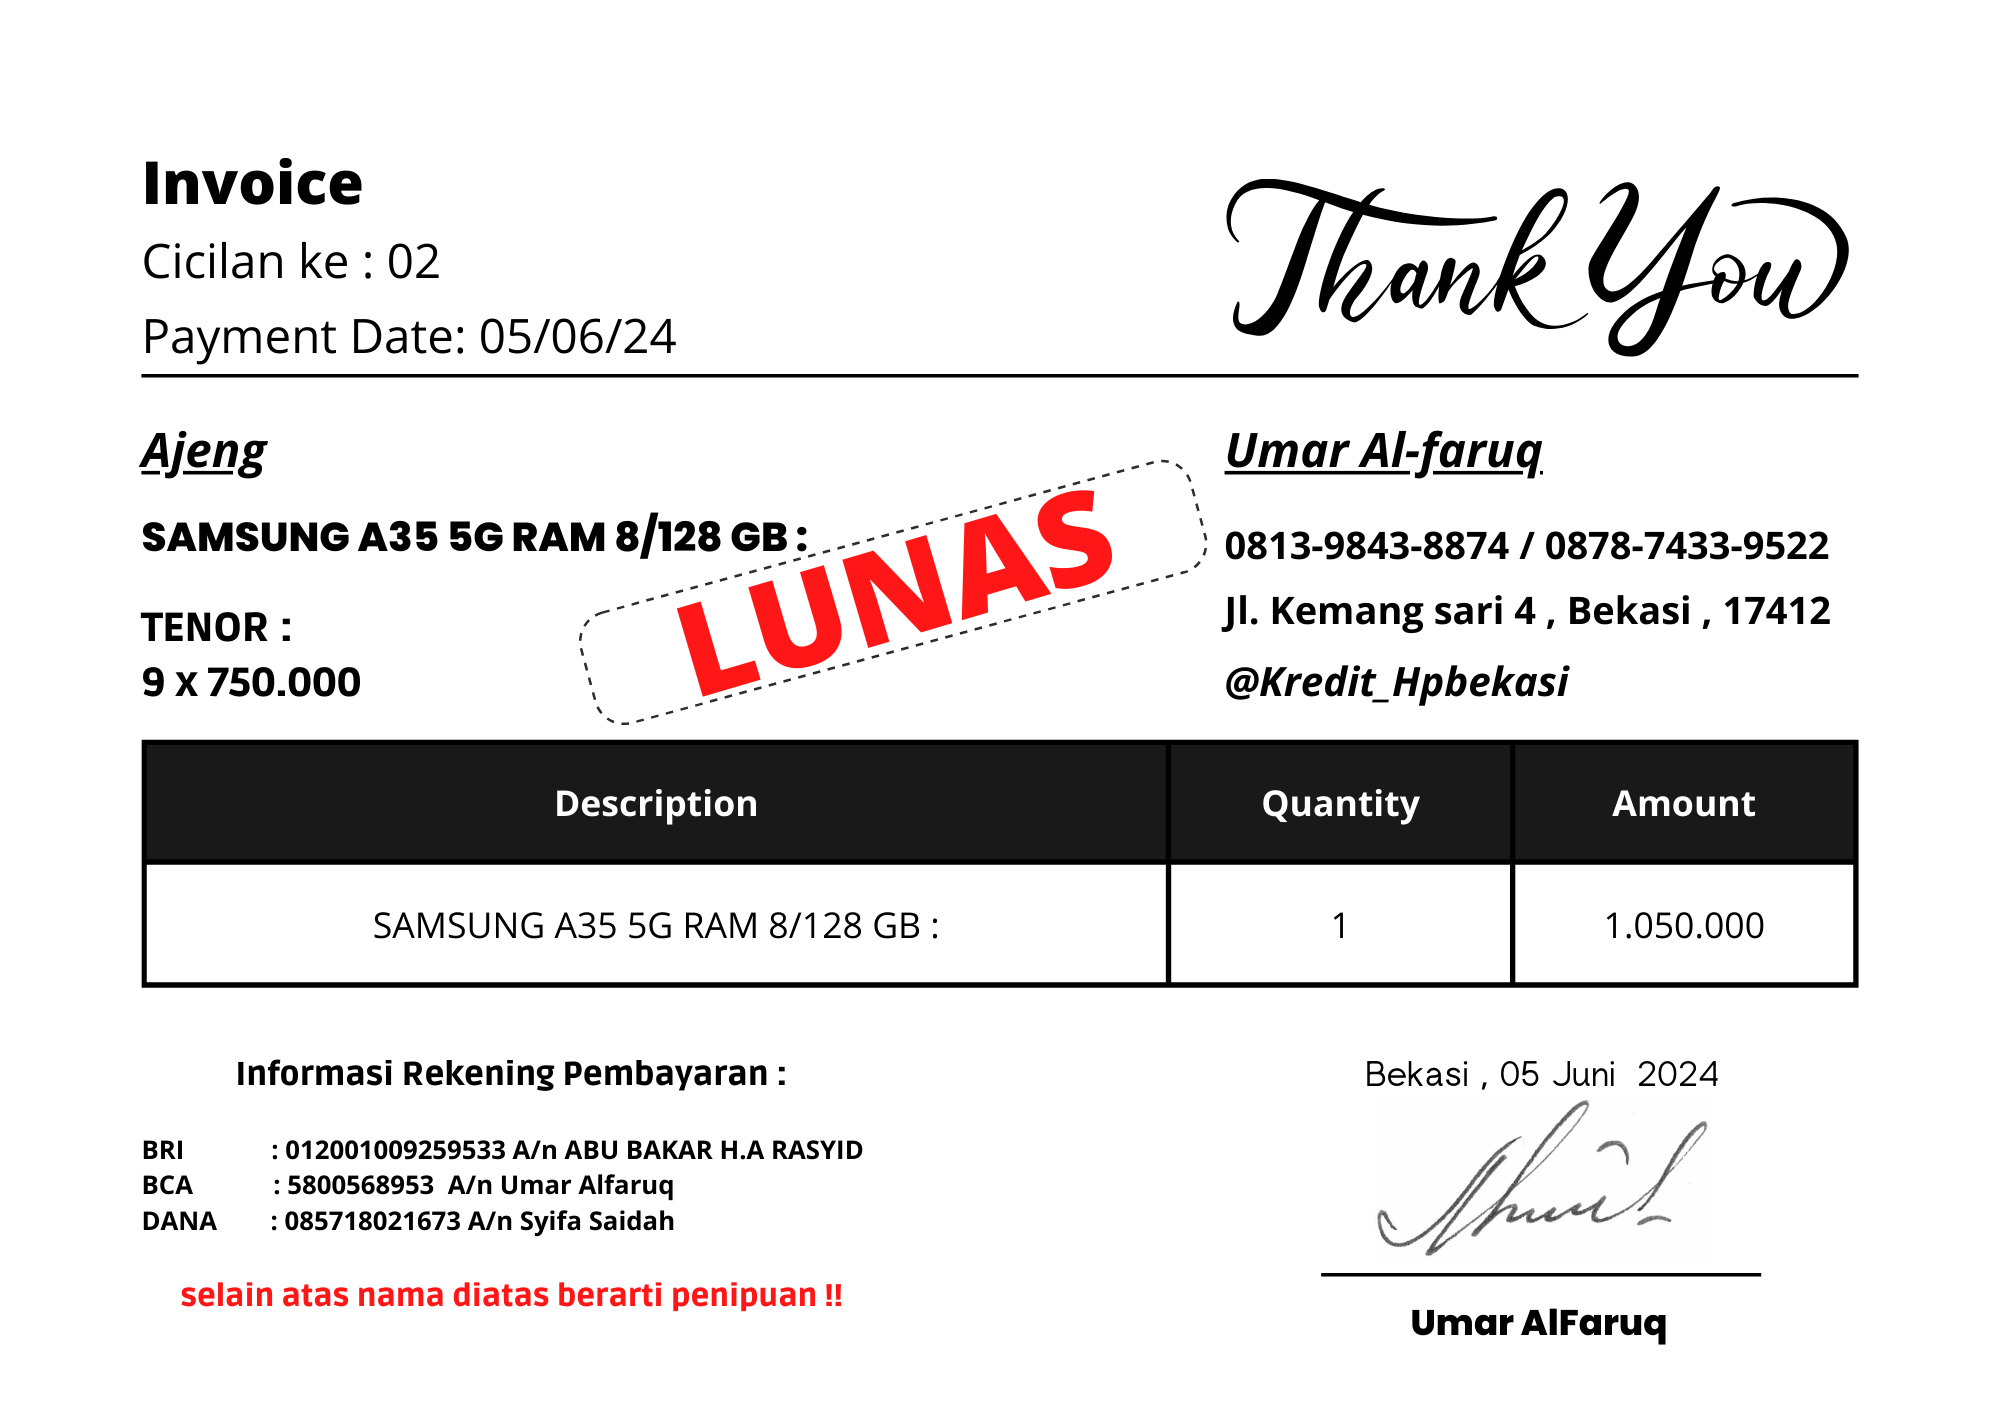 Invoice
Cicilan ke : 02
Payment Date: 05/06/24
Thank You
Ajeng
SAMSUNG A35 5G RAM 8/128 GB :
TENOR :
9 x 750.000
LUNAS
Umar Al-faruq
0813-9843-8874 / 0878-7433-9522
Jl. Kemang sari 4 , Bekasi , 17412
@Kredit_Hpbekasi
Description Quantity Amount
SAMSUNG A35 5G RAM 8/128 GB : 1 1.050.000
Informasi Rekening Pembayaran :
BRI : 012001009259533 A/n ABU BAKAR H.A RASYID
BCA : 5800568953 A/n Umar Alfaruq
DANA : 085718021673 A/n Syifa Saidah
selain atas nama diatas berarti penipuan !!
Bekasi , 05 Juni 2024
Umar AlFaruq